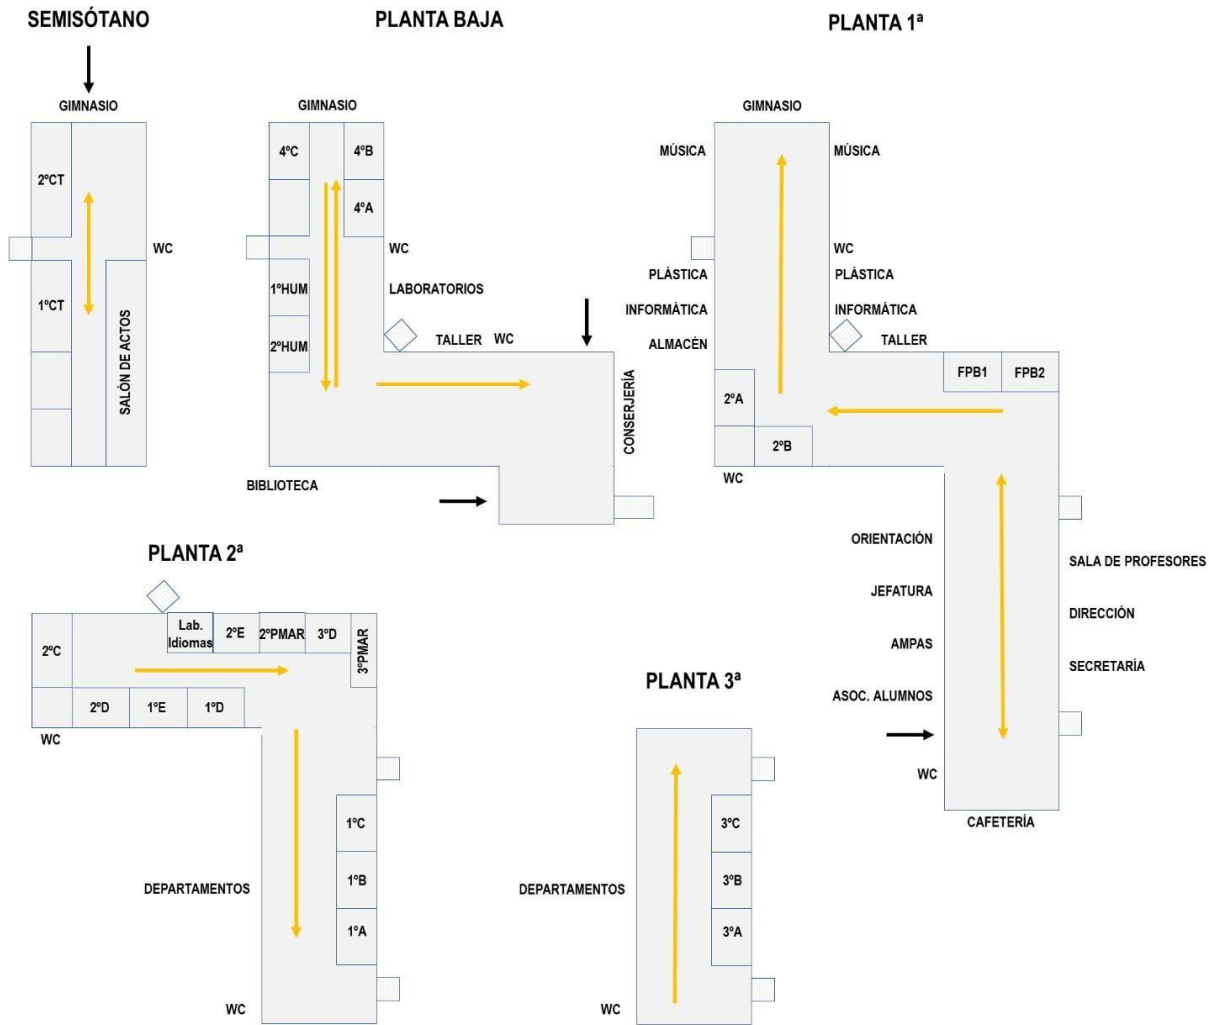 SEMISÓTANO
GIMNASIO
2ºCT
WC
1ºCT
SALÓN DE ACTOS
PLANTA BAJA
GIMNASIO
4ºC
4ºB
4ºA
WC
1ºHUM
LABORATORIOS
2ºHUM
TALLER
WC
CONSERJERÍA
BIBLIOTECA
PLANTA 1ª
GIMNASIO
MÚSICA
MÚSICA
WC
PLÁSTICA
PLÁSTICA
INFORMÁTICA
INFORMÁTICA
ALMACÉN
TALLER
FPB1
FPB2
2ºA
2ºB
WC
ORIENTACIÓN
SALA DE PROFESORES
JEFATURA
DIRECCIÓN
AMPAS
SECRETARÍA
ASOC. ALUMNOS
WC
CAFETERÍA
PLANTA 2ª
2ºC
Lab.
Idiomas
2ºE
2ºPMAR
3ºD
3ºPMAR
2ºD
1ºE
1ºD
WC
1ºC
DEPARTAMENTOS
1ºB
1ºA
WC
PLANTA 3ª
3ºC
DEPARTAMENTOS
3ºB
3ºA
WC